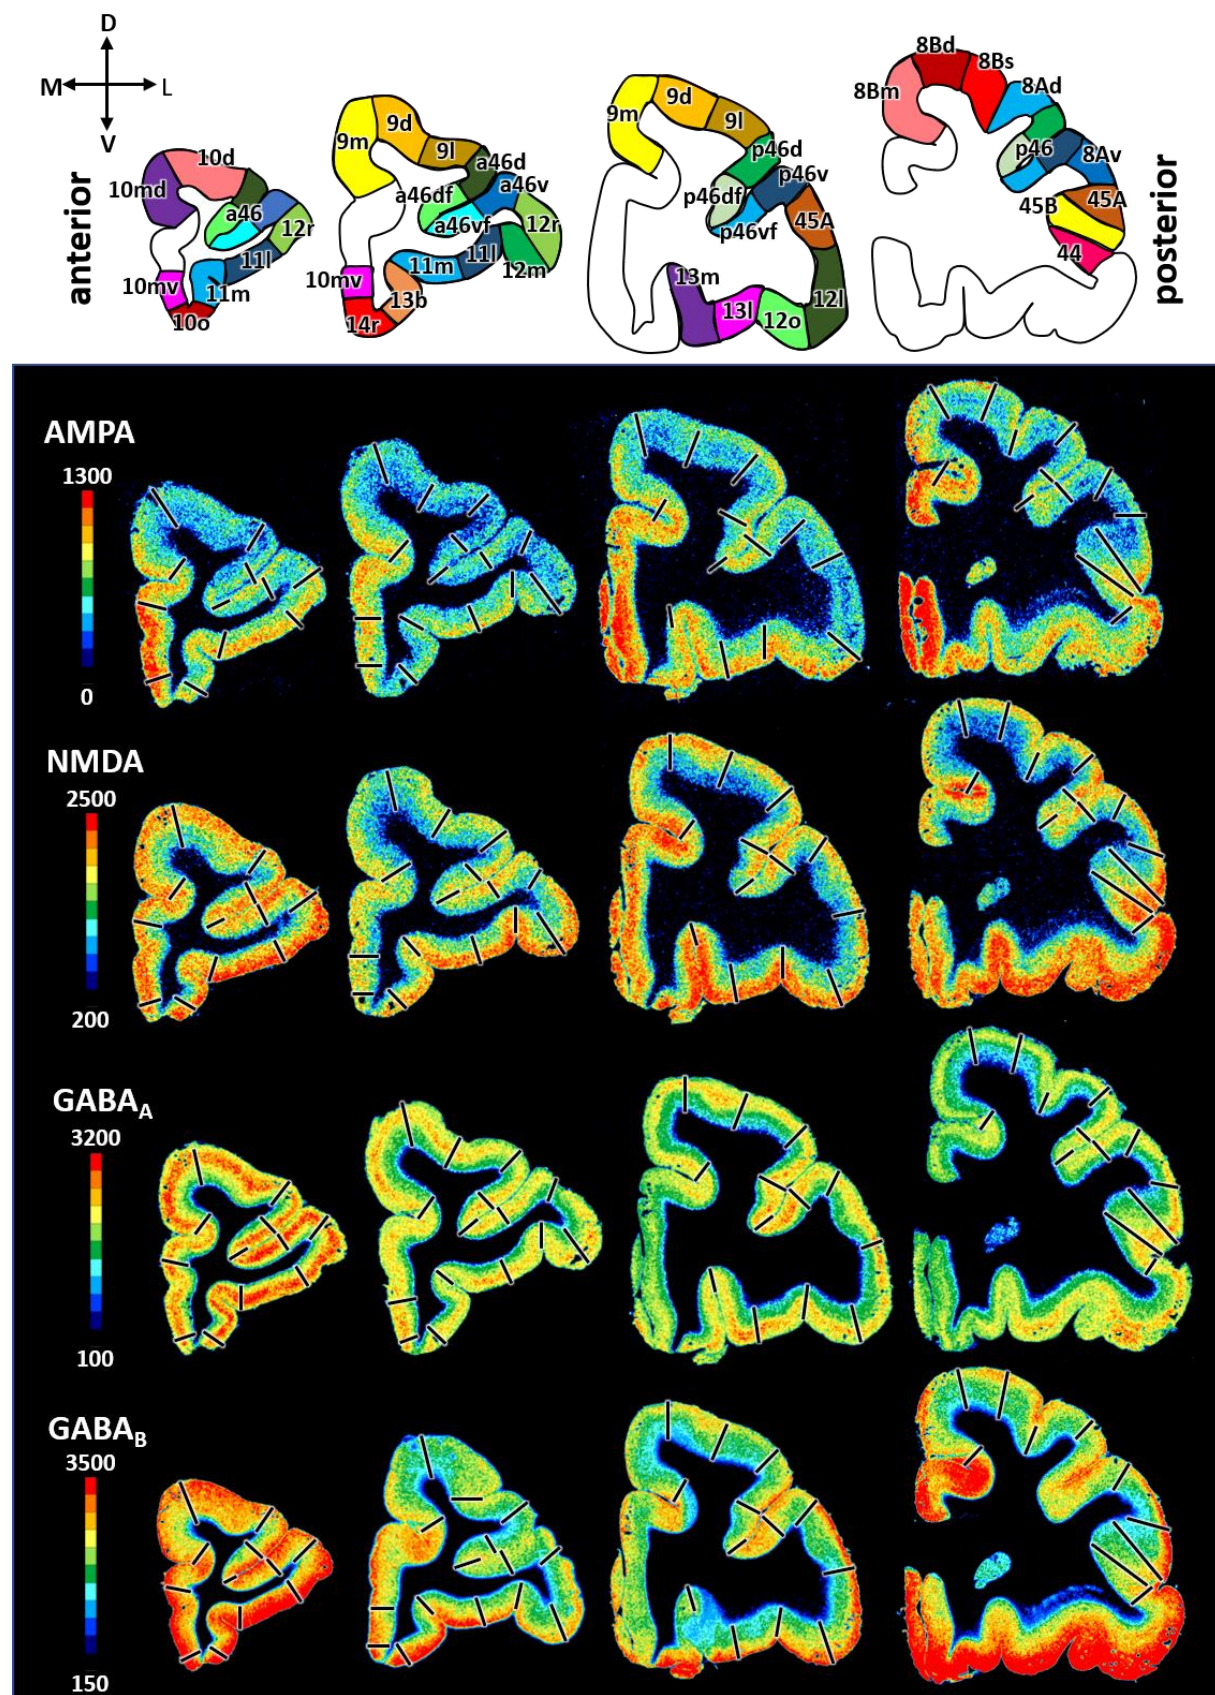 D
M L
V
anterior
10md
10d
a46
12r
11l
11m
10mv
10o
9m
9d
9l
a46d
a46v
a46df
a46vf
12r
11l
11m
12m
10mv
13b
14r
9m
9d
9l
p46d
p46v
p46df
p46vf
45A
13m
13l
12o
12l
8Bm
8Bd
8Bs
8Ad
p46
8Av
45B
45A
44
posterior
AMPA
1300
0
NMDA
2500
200
GABA_A
3200
100
GABA_B
3500
150